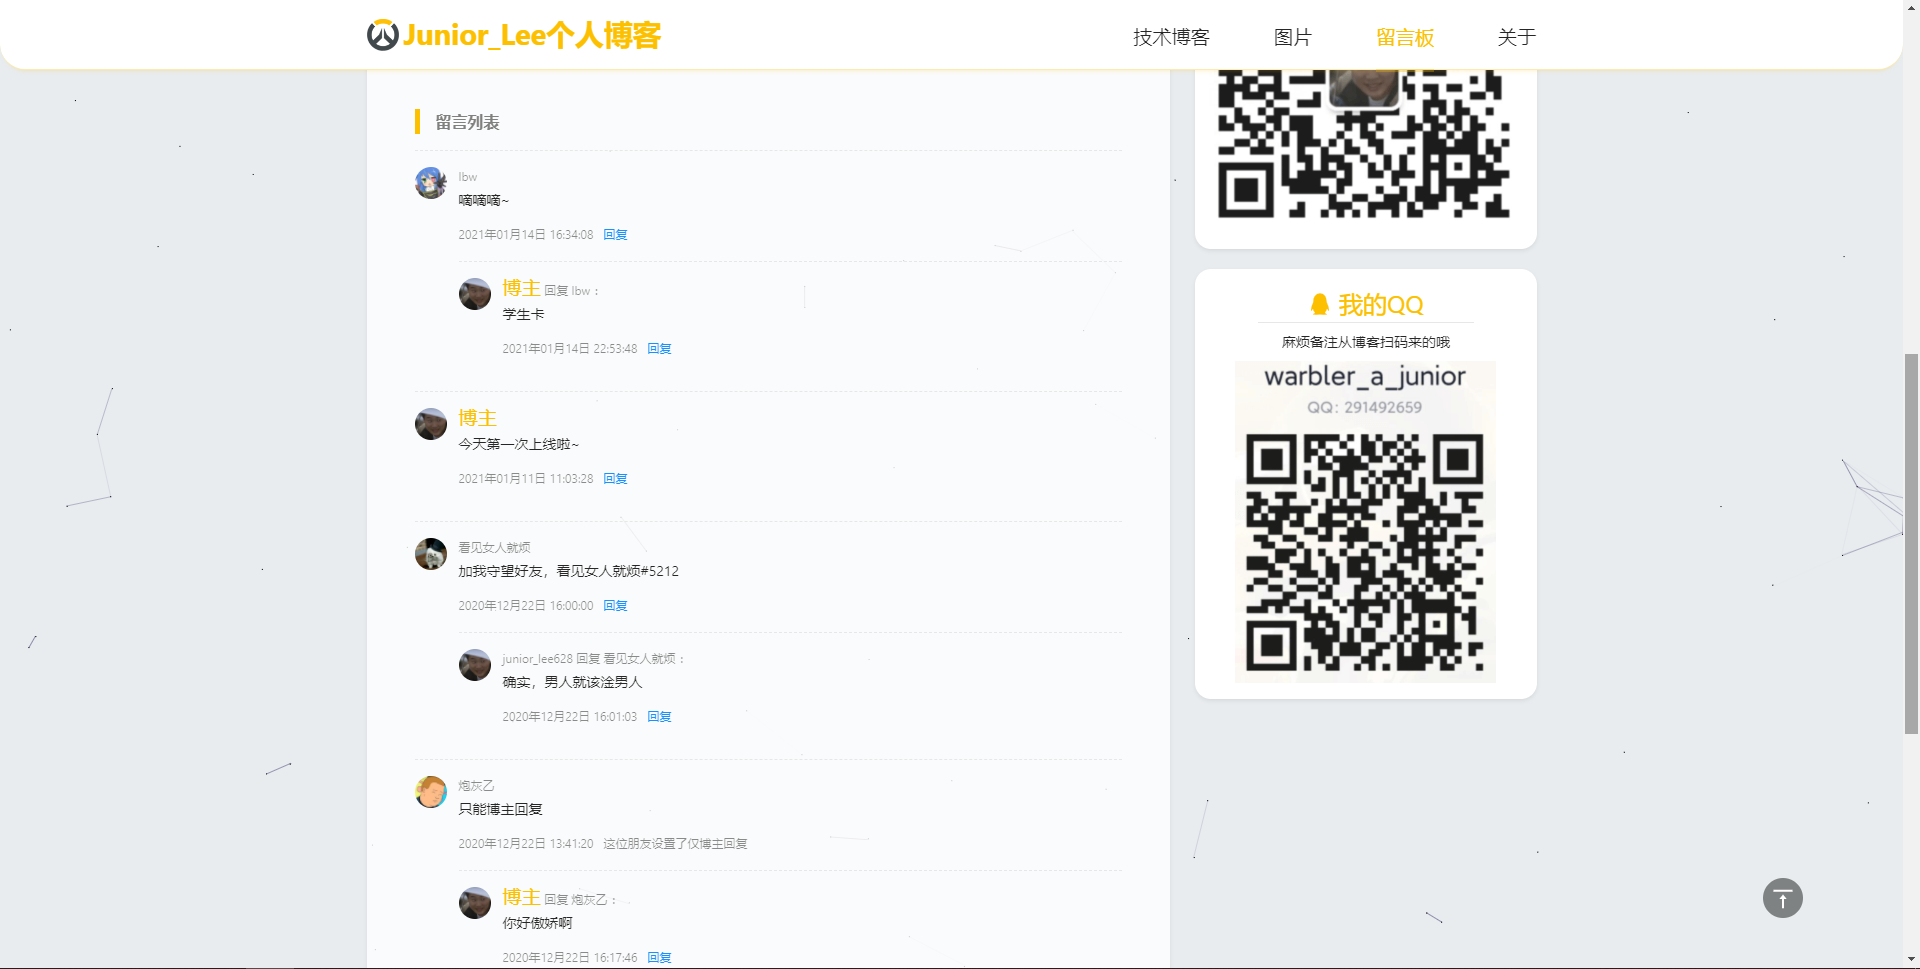 Junior_Lee个人博客
技术博客
图片
留言板
关于
留言列表
lbw
嘀嘀嘀~
2021年01月14日 16:34:08 回复
博主 回复 lbw：
学生卡
2021年01月14日 22:53:48 回复
博主
今天第一次上线啦~
2021年01月11日 11:03:28 回复
看见女人就烦
加我守望好友，看见女人就烦#5212
2020年12月22日 16:00:00 回复
junior_lee628 回复 看见女人就烦：
确实，男人就该淦男人
2020年12月22日 16:01:03 回复
炮灰乙
只能博主回复
2020年12月22日 13:41:20 这位朋友设置了仅博主回复
博主 回复 炮灰乙：
你好傲娇啊
2020年12月22日 16:17:46 回复
我的QQ
麻烦备注从博客扫码来的哦
warbler_a_junior
QQ：291492659